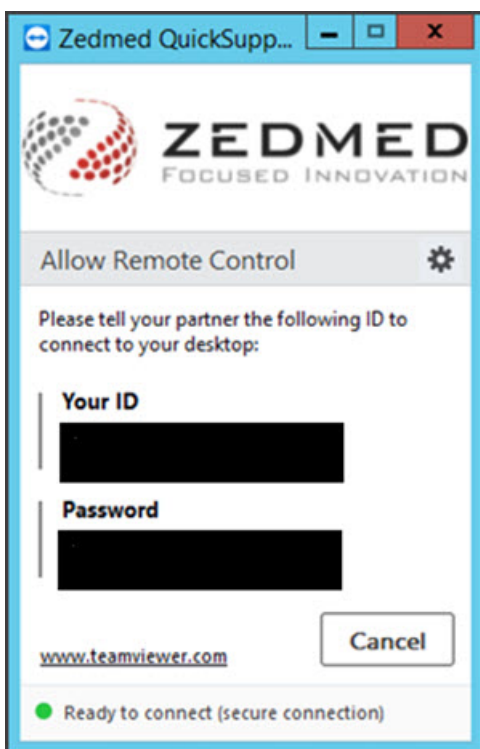 Zedmed QuickSupp...
ZEDMED
FOCUSED INNOVATION
Allow Remote Control
Please tell your partner the following ID to
connect to your desktop:
Your ID
Password
Cancel
www.teamviewer.com
Ready to connect (secure connection)